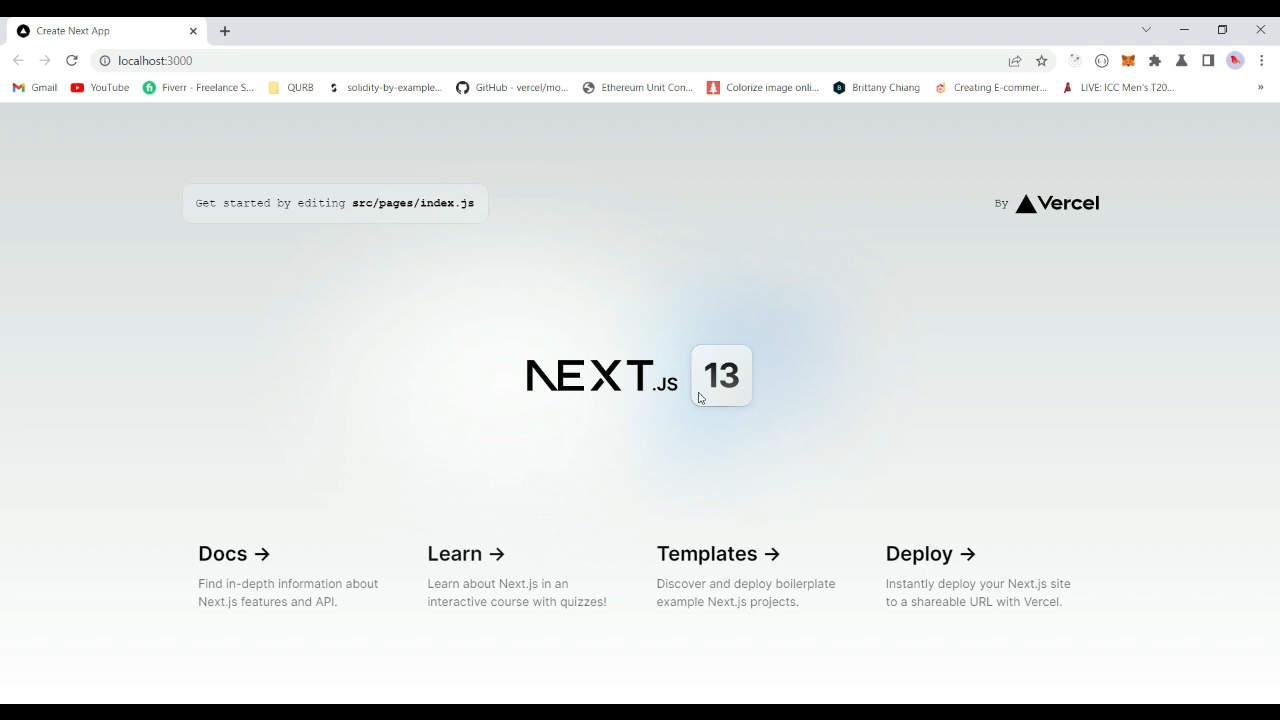 Create Next App
localhost:3000
Gmail
YouTube
Fiverr - Freelance S...
QURB
solidity-by-example...
GitHub - vercel/mo...
Ethereum Unit Con...
Colorize image onli...
Brittany Chiang
Creating E-commer...
LIVE: ICC Men's T20...
»
Get started by editing src/pages/index.js
By Vercel
NEXT.JS 13
Docs →
Find in-depth information about
Next.js features and API.
Learn →
Learn about Next.js in an
interactive course with quizzes!
Templates →
Discover and deploy boilerplate
example Next.js projects.
Deploy →
Instantly deploy your Next.js site
to a shareable URL with Vercel.